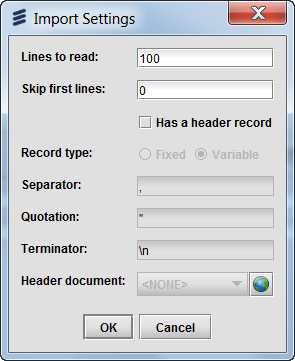 Import Settings
Lines to read: 100
Skip first lines: 0
Has a header record
Record type: Fixed Variable
Separator: ,
Quotation: "
Terminator: \n
Header document: <NONE>
OK Cancel